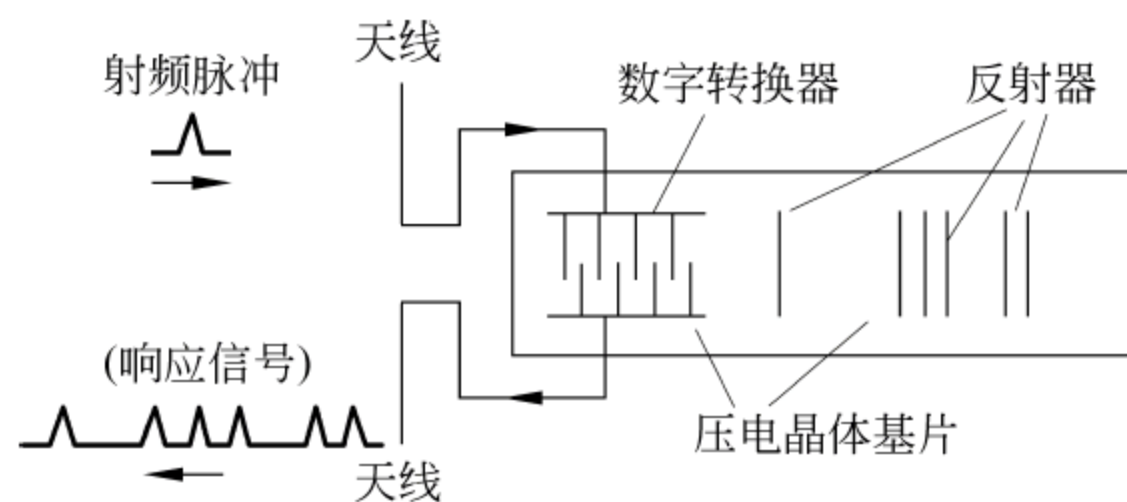 天线
射频脉冲
数字转换器
反射器
(响应信号)
压电晶体基片
天线